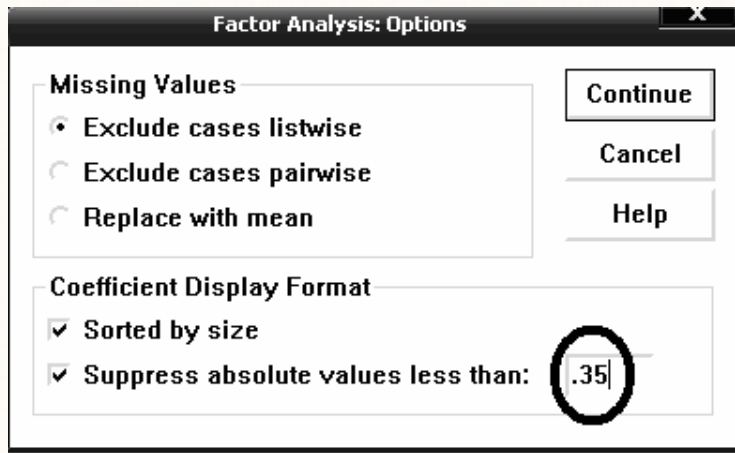 Factor Analysis: Options
X
Missing Values
Exclude cases listwise
Exclude cases pairwise
Replace with mean
Continue
Cancel
Help
Coefficient Display Format
Sorted by size
Suppress absolute values less than: .35